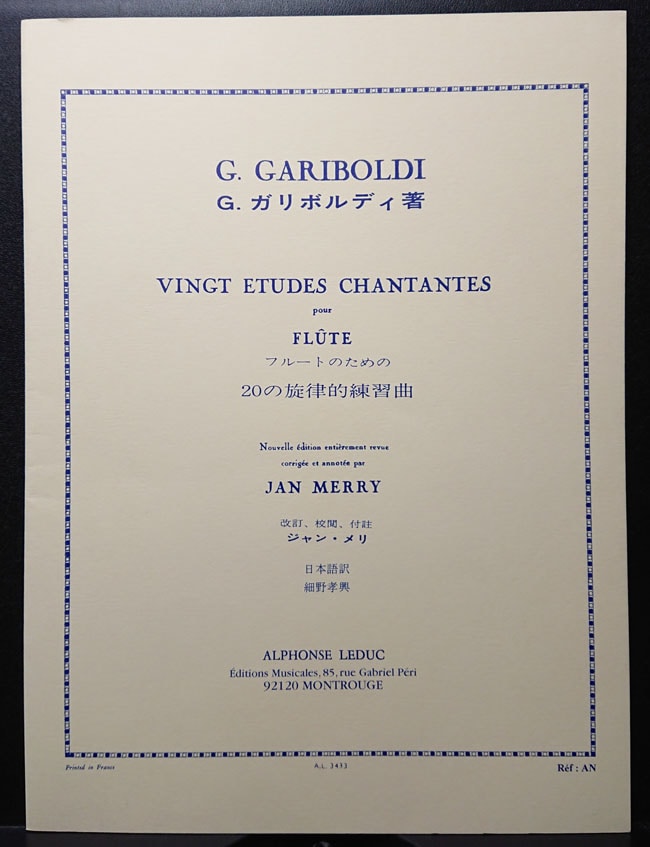 G. GARIBOLDI
G. ガリボルディ著
VINGT ETUDES CHANTANTES
pour
FLÛTE
フルートのための
20の旋律的練習曲
Nouvelle édition entièrement revue
corrigée et annotée par
JAN MERRY
改訂、校閲、付註
ジャン・メリ
日本語訳
細野孝興
ALPHONSE LEDUC
Éditions Musicales, 85, rue Gabriel Péri
92120 MONTROUGE
Printed in France
A.L. 3433
Réf : AN